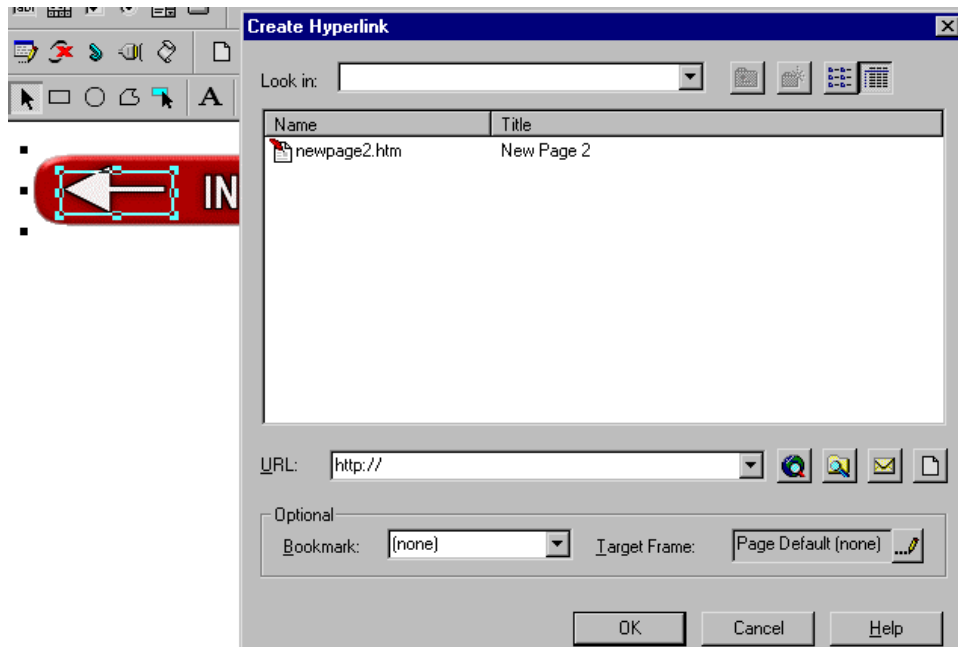 Create Hyperlink
Look in:
A
Name Title
newpage2.htm New Page 2
IN
URL: http://
Optional
Bookmark: (none) Target Frame: Page Default (none)
OK Cancel Help